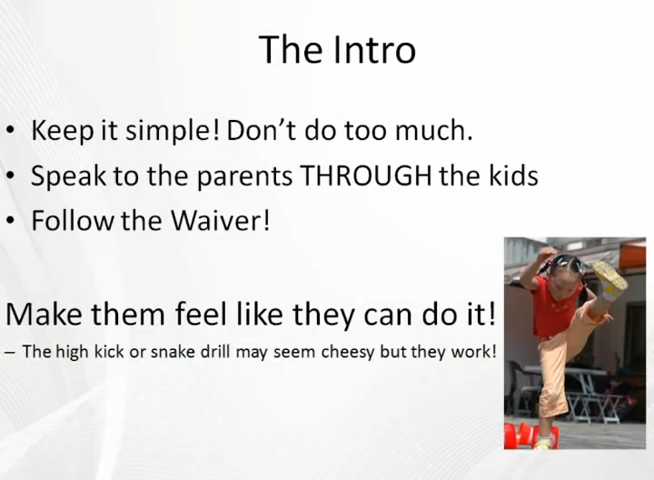 The Intro
• Keep it simple! Don't do too much.
• Speak to the parents THROUGH the kids
• Follow the Waiver!
Make them feel like they can do it!
– The high kick or snake drill may seem cheesy but they work!